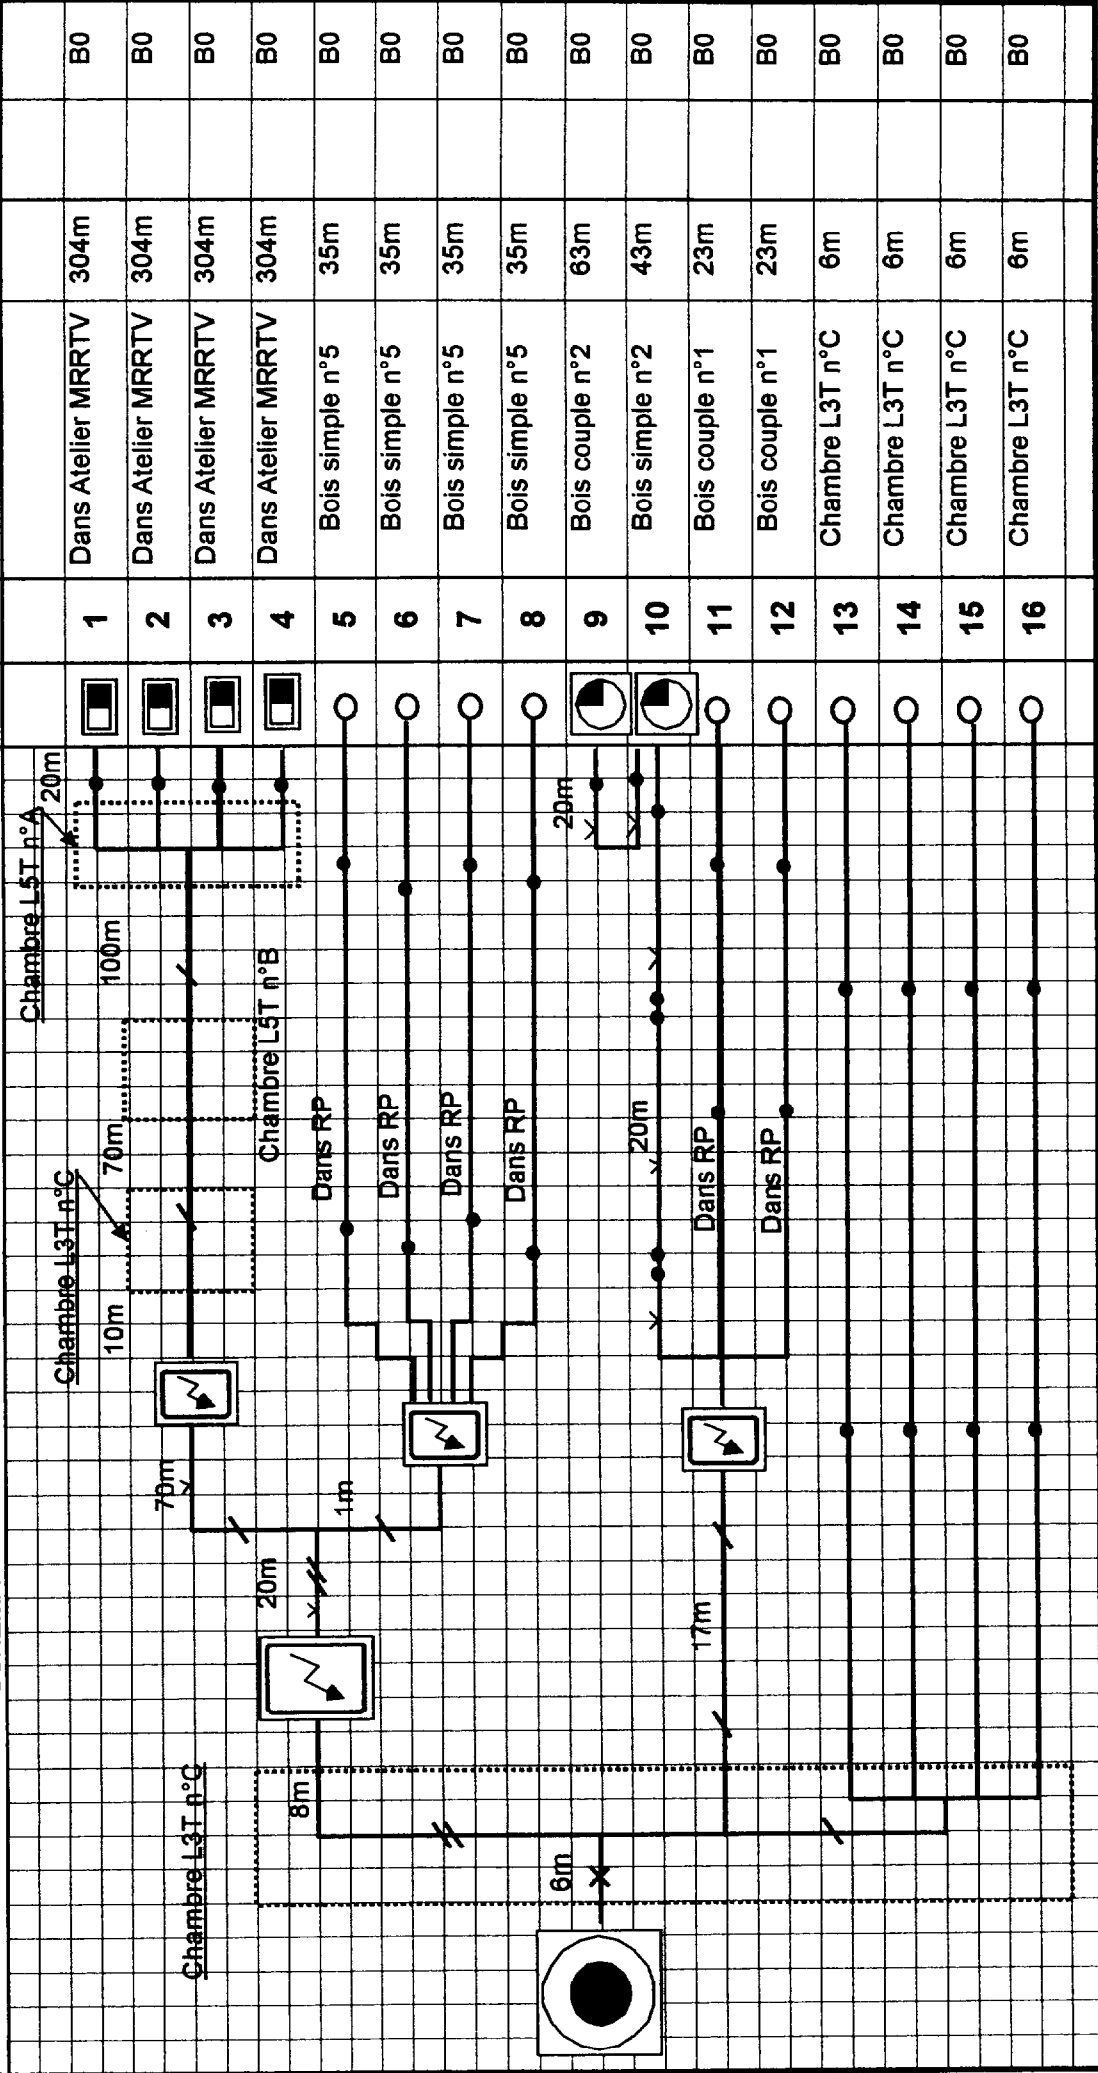 1 Dans Atelier MRRTV 304m B0
2 Dans Atelier MRRTV 304m B0
3 Dans Atelier MRRTV 304m B0
4 Dans Atelier MRRTV 304m B0
5 Bois simple n°5 35m B0
6 Bois simple n°5 35m B0
7 Bois simple n°5 35m B0
8 Bois simple n°5 35m B0
9 Bois couple n°2 63m B0
10 Bois simple n°2 43m B0
11 Bois couple n°1 23m B0
12 Bois couple n°1 23m B0
13 Chambre L3T n°C 6m B0
14 Chambre L3T n°C 6m B0
15 Chambre L3T n°C 6m B0
16 Chambre L3T n°C 6m B0
Chambre L5T n°A
20m
Chambre L3T n°C
10m
70m
100m
Chambre L5T n°B
70m
Chambre L3T n°C
20m
1m
Dans RP
Dans RP
Dans RP
Dans RP
8m
20m
20m
6m
17m
Dans RP
Dans RP